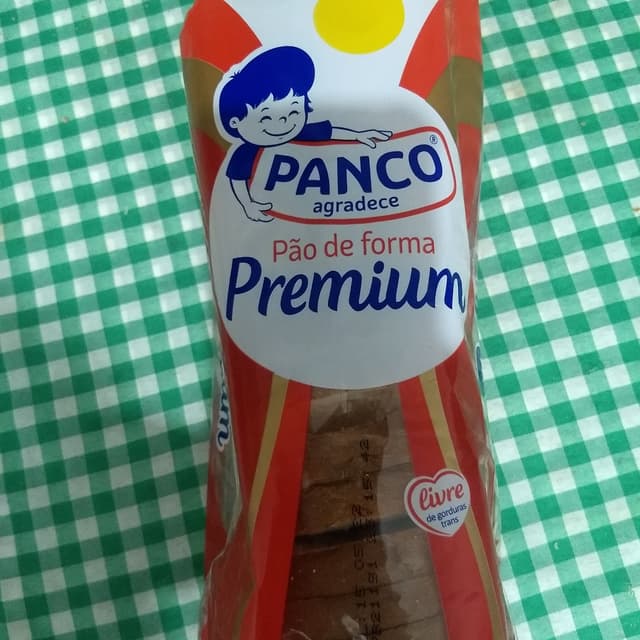 PANCO®
agradece
Pão de forma
Premium
livre
de gorduras
trans